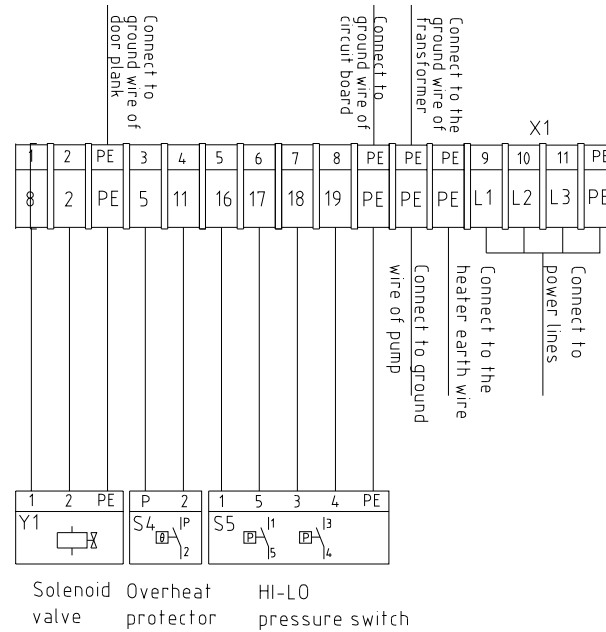 Connect to
ground wire of
door plank
Connect to
ground wire of
circuit board
Connect to the
ground wire of
transformer
X1
1 2 PE 3 4 5 6 7 8 PE PE PE 9 10 11 PE
8 2 PE 5 11 16 17 18 19 PE PE PE L1 L2 L3 PE
Connect to ground
wire of pump
Connect to the
heater earth wire
Connect to
power lines
1 2 PE P 2 1 5 3 4 PE
Y1 S4 θ P 2 S5 P 1 5 P 3 4
Solenoid
valve
Overheat
protector
HI-LO
pressure switch